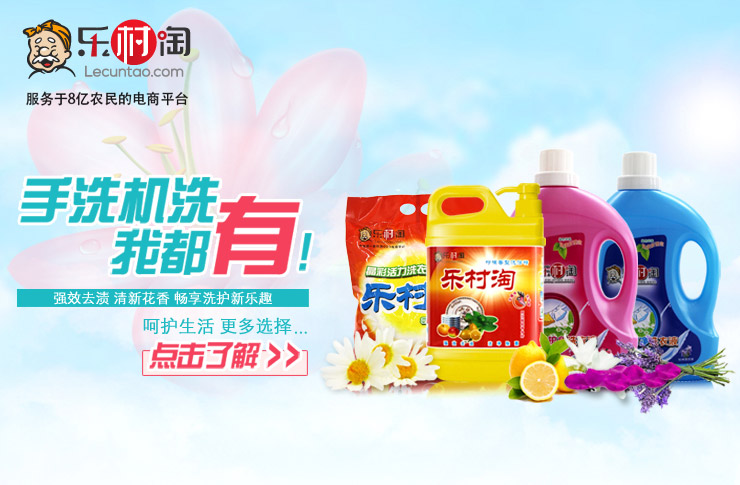 乐村淘
Lecuntao.com
服务于8亿农民的电商平台
手洗机洗
我都有!
强效去渍 清新花香 畅享洗护新乐趣
呵护生活 更多选择...
点击了解>>
乐村淘
乐村淘
乐村淘